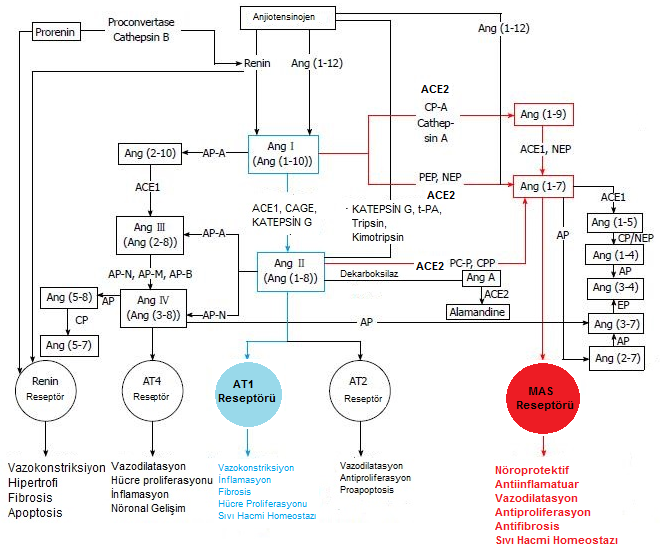 Anjiotensinojen
Prorenin
Proconvertase
Cathepsin B
Renin
Ang (1-12)
Ang (1-12)
ACE2
CP-A
Cathep-
sin A
Ang (1-9)
ACE1, NEP
Ang (2-10)
AP-A
Ang I
(Ang (1-10))
PEP, NEP
ACE2
Ang (1-7)
ACE1
ACE1
ACE1, CAGE,
KATEPSİN G
· KATEPSİN G, t-PA,
Tripsin,
Kimotripsin
Ang (1-5)
CP/NEP
Ang III
(Ang (2-8))
AP-A
AP
Ang (1-4)
AP
AP-N, AP-M, AP-B
Ang II
(Ang (1-8))
ACE2
PC-P, CPP
Dekarboksilaz
Ang A
ACE2
Alamandine
Ang (3-4)
EP
Ang (5-8)
AP
Ang IV
(Ang (3-8))
AP-N
AP
Ang (3-7)
AP
CP
Ang (5-7)
Ang (2-7)
Renin
Reseptör
AT4
Reseptör
AT1
Reseptörü
AT2
Reseptör
MAS
Reseptörü
Vazokonstriksiyon
Hipertrofi
Fibrosis
Apoptosis
Vazodilatasyon
Hücre proliferasyonu
İnflamasyon
Nöronal Gelişim
Vazokonstriksiyon
İnflamasyon
Fibrosis
Hücre Proliferasyonu
Sıvı Hacmi Homeostazı
Vazodilatasyon
Antiproliferasyon
Proapoptosis
Nöroprotektif
Antiinflamatuar
Vazodilatasyon
Antiproliferasyon
Antifibrosis
Sıvı Hacmi Homeostazı